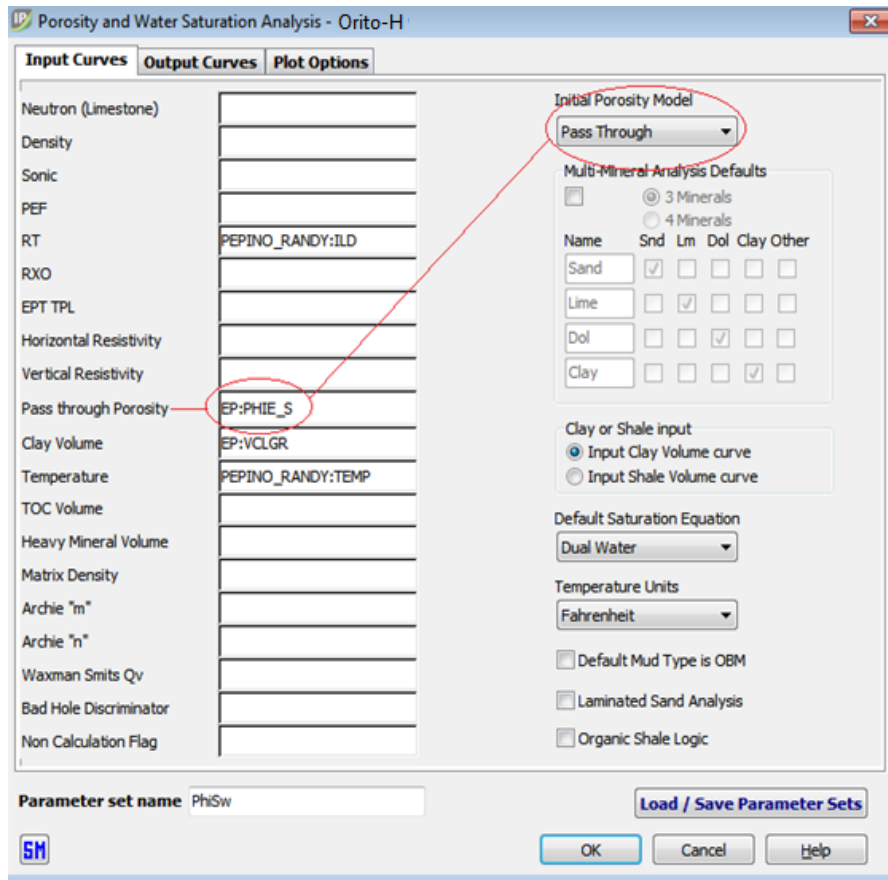 Porosity and Water Saturation Analysis - Orito-H
Input Curves Output Curves Plot Options
Neutron (Limestone)
Density
Sonic
PEF
RT PEPINO_RANDY:ILD
RXO
EPT TPL
Horizontal Resistivity
Vertical Resistivity
Pass through Porosity EP:PHIE_S
Clay Volume EP:VCLGR
Temperature PEPINO_RANDY:TEMP
TOC Volume
Heavy Mineral Volume
Matrix Density
Archie "m"
Archie "n"
Waxman Smits Qv
Bad Hole Discriminator
Non Calculation Flag
Initial Porosity Model
Pass Through
Multi-Mineral Analysis Defaults
3 Minerals
4 Minerals
Name Snd Lm Dol Clay Other
Sand
Lime
Dol
Clay
Clay or Shale input
Input Clay Volume curve
Input Shale Volume curve
Default Saturation Equation
Dual Water
Temperature Units
Fahrenheit
Default Mud Type is OBM
Laminated Sand Analysis
Organic Shale Logic
Parameter set name PhiSw
Load / Save Parameter Sets
SM
OK Cancel Help